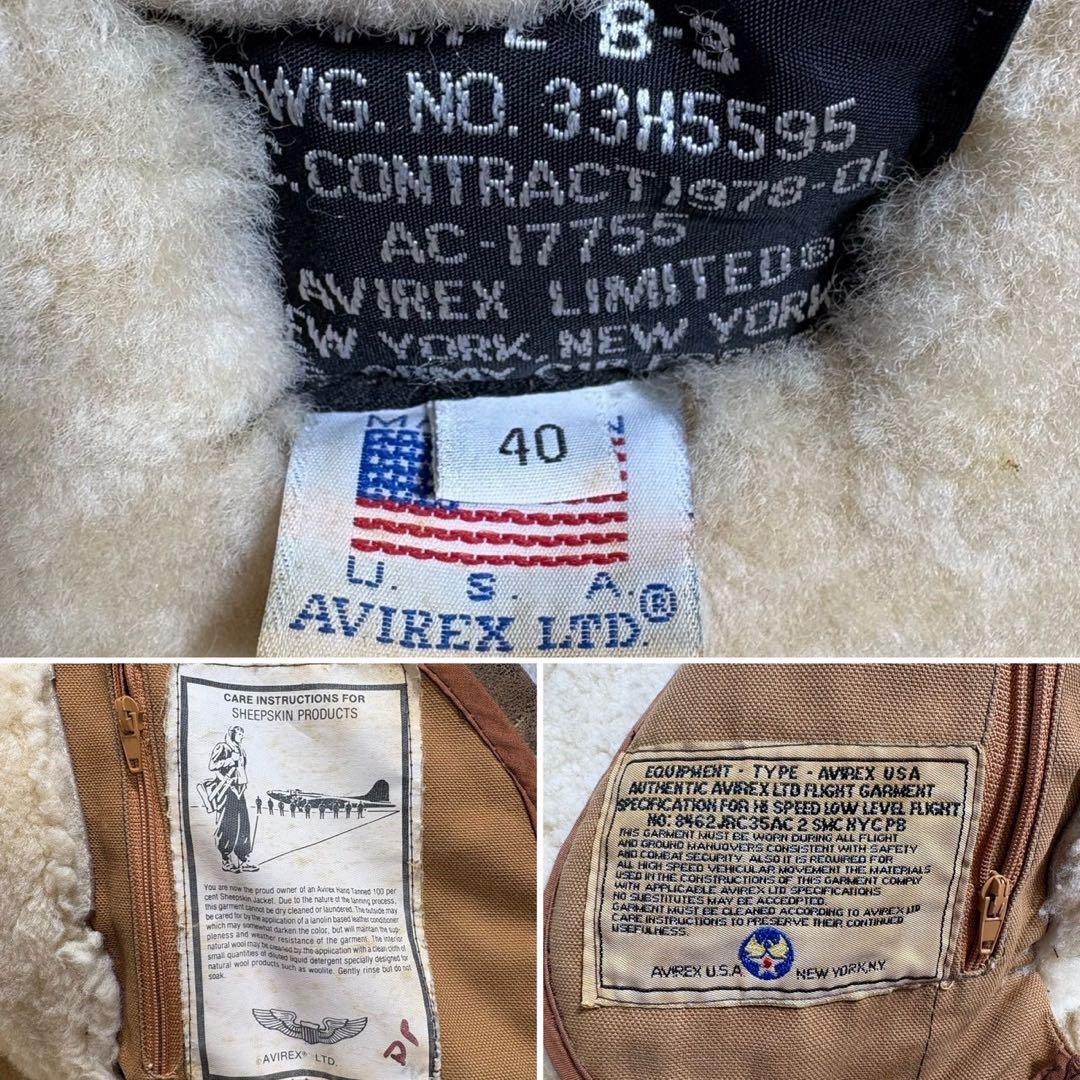 B-3
DWG. NO. 33H5595
CONTRACT 1978-01
AC-17755
AVIREX LIMITED®
NEW YORK, NEW YORK
40
U. S. A.
AVIREX LTD.®
CARE INSTRUCTIONS FOR
SHEEPSKIN PRODUCTS
You are now the proud owner of an Avirex Hand Tanned 100 per
cent Sheepskin Jacket. Due to the nature of the tanning process,
this garment cannot be dry cleaned or laundered. The outside may
be cared for by the application of a lanolin based leather conditioner
which may somewhat darken the color, but will maintain the sup-
pleness and weather resistance of the garment. The interior
natural wool may be cleaned by the application with a clean cloth of
small quantities of diluted liquid detergent specially designed for
natural wool products such as woolite. Gently rinse but do not
soak.
©AVIREX® LTD.
EQUIPMENT - TYPE - AVIREX USA
AUTHENTIC AVIREX LTD FLIGHT GARMENT
SPECIFICATION FOR HI SPEED LOW LEVEL FLIGHT
NO: 8462JRC35AC 2 SMC NYC PB
THIS GARMENT MUST BE WORN DURING ALL FLIGHT
AND GROUND MANUOVERS CONSISTENT WITH SAFETY
AND COMBAT SECURITY. ALSO IT IS REQUIRED FOR
ALL HIGH SPEED VEHICULAR MOVEMENT THE MATERIALS
USED IN THE CONSTRUCTIONS OF THIS GARMENT COMPLY
WITH APPLICABLE AVIREX LTD SPECIFICATIONS
NO SUBSTITUTES MAY BE ACCEPTED.
GARMENT MUST BE CLEANED ACCORDING TO AVIREX LTD
CARE INSTRUCTIONS TO PRESERVE THEIR CONTINUED
USEFULNESS
AVIREX U.S.A NEW YORK,N.Y